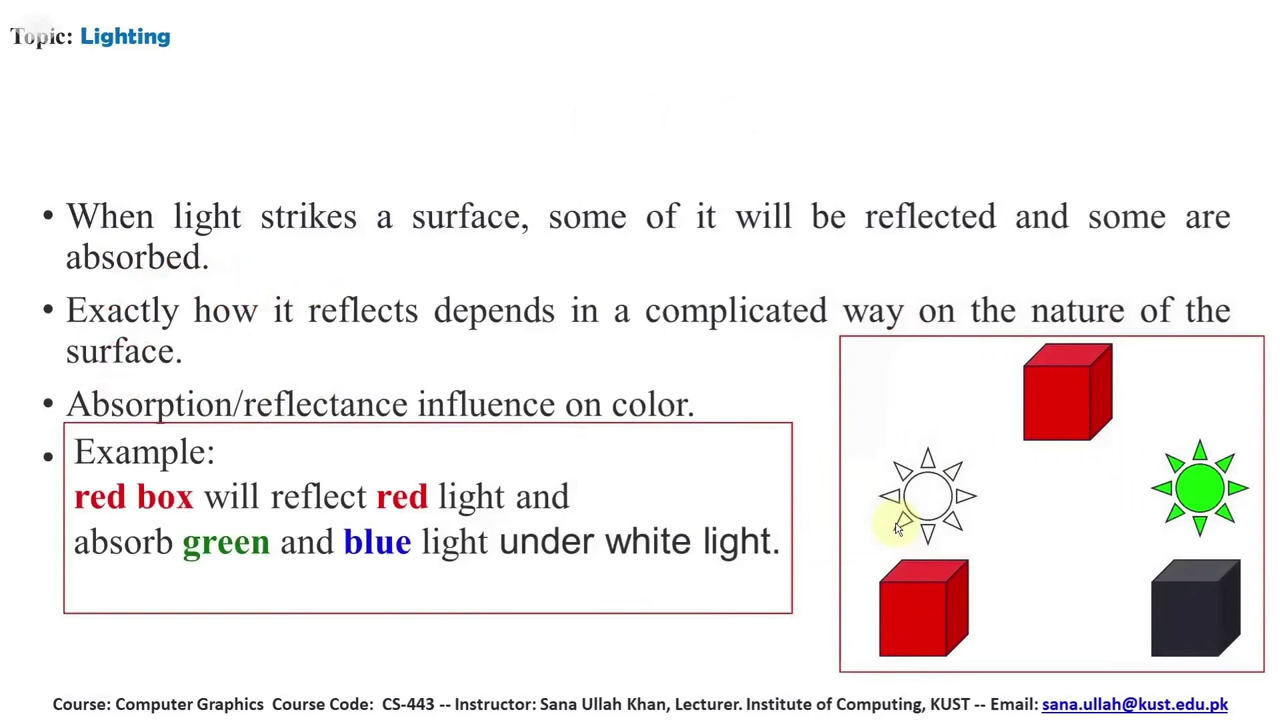 Topic: Lighting
• When light strikes a surface, some of it will be reflected and some are
absorbed.
• Exactly how it reflects depends in a complicated way on the nature of the
surface.
• Absorption/reflectance influence on color.
• Example:
red box will reflect red light and
absorb green and blue light under white light.
Course: Computer Graphics Course Code: CS-443 -- Instructor: Sana Ullah Khan, Lecturer. Institute of Computing, KUST -- Email: sana.ullah@kust.edu.pk